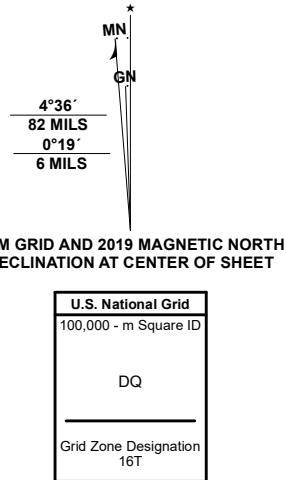 ★
MN
GN
4°36´
82 MILS
0°19´
6 MILS
M GRID AND 2019 MAGNETIC NORTH
ECLINATION AT CENTER OF SHEET
U.S. National Grid
100,000 - m Square ID
DQ
Grid Zone Designation
16T